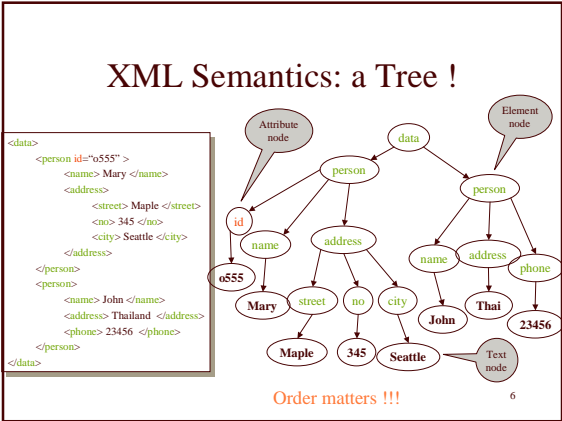 XML Semantics: a Tree !
<data>
<person id=“o555” >
<name> Mary </name>
<address>
<street> Maple </street>
<no> 345 </no>
<city> Seattle </city>
</address>
</person>
<person>
<name> John </name>
<address> Thailand </address>
<phone> 23456 </phone>
</person>
</data>
Attribute
node
Element
node
data
person
person
id
name
address
name
address
phone
o555
Mary
street
no
city
John
Thai
23456
Maple
345
Seattle
Text
node
Order matters !!!
6